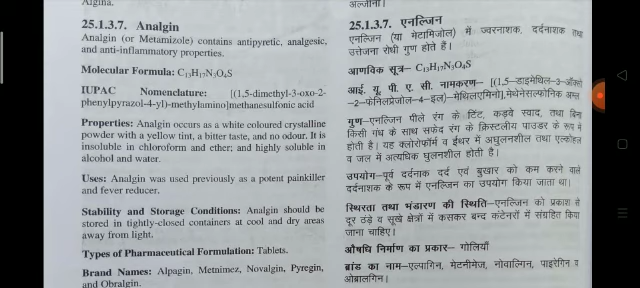 Algina.
25.1.3.7. Analgin
Analgin (or Metamizole) contains antipyretic, analgesic,
and anti-inflammatory properties.
Molecular Formula: C₁₃H₁₇N₃O₄S
IUPAC Nomenclature: [(1,5-dimethyl-3-oxo-2-
phenylpyrazol-4-yl)-methylamino]methanesulfonic acid
Properties: Analgin occurs as a white coloured crystalline
powder with a yellow tint, a bitter taste, and no odour. It is
insoluble in chloroform and ether; and highly soluble in
alcohol and water.
Uses: Analgin was used previously as a potent painkiller
and fever reducer.
Stability and Storage Conditions: Analgin should be
stored in tightly-closed containers at cool and dry areas
away from light.
Types of Pharmaceutical Formulation: Tablets.
Brand Names: Alpagin, Metnimez, Novalgin, Pyregin,
and Obralgin.
अल्जीना।
25.1.3.7. एनल्जिन
एनल्जिन (या मेटामिजोल) में ज्वरनाशक, दर्दनाशक तथा
उत्तेजना रोधी गुण होते है।
आणविक सूत्र– C₁₃H₁₇N₃O₄S
आई. यू. पी. ए. सी. नामकरण– [(1,5–डाइमेथिल–3–ऑक्सो
–2–फेनिलप्रेजोल–4–इल)–मेथिलएमिनो] मेथेनेसल्फोनिक अम्ल
गुण–एनल्जिन पीले रंग के टिंट, कड़वे स्वाद, तथा बिना
किसी गंध के साथ सफेद रंग के क्रिस्टलीय पाउडर के रूप में
होती है। यह क्लोरोफॉर्म व ईथर में अघुलनशील तथा एल्कोहल
व जल में अत्यधिक घुलनशील होती है।
उपयोग–पूर्व दर्दनाक दर्द एवं बुखार को कम करने वाले
दर्दनाशक के रूप में एनल्जिन का उपयोग किया जाता था।
स्थिरता तथा भंडारण की स्थिति–एनल्जिन को प्रकाश से
दूर ठंडे व सूखे क्षेत्रों में कसकर बन्द कंटेनरों में संग्रहित किया
जाना चाहिए।
औषधि निर्माण का प्रकार– गोलियाँ
ब्रांड का नाम–एल्पागिन, मेटनीमेज, नोवाल्गिन, पाइरेगिन व
ओब्रालगिन।